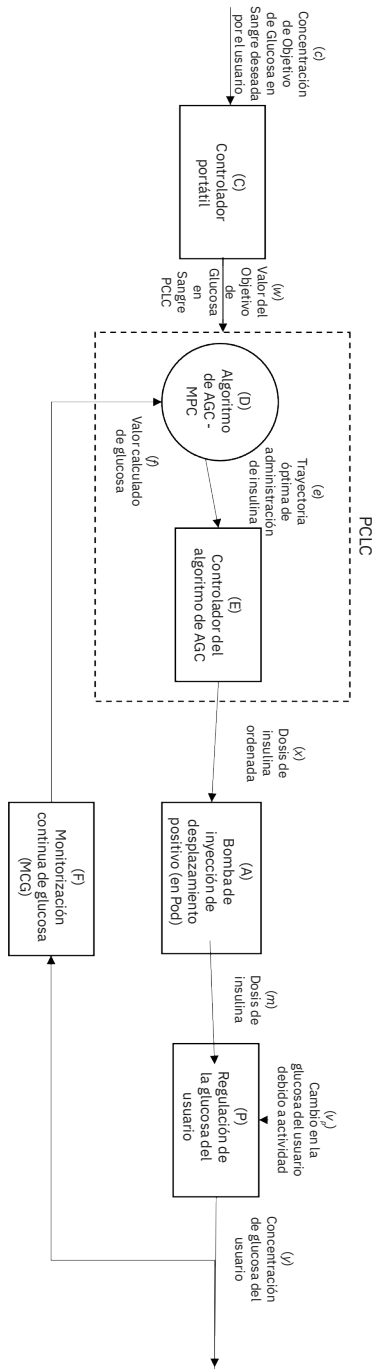 (c)
Concentración
de Objetivo
de Glucosa en
Sangre deseada
por el usuario
(C)
Controlador
portátil
(w)
Valor del
Objetivo
de
Glucosa
en
Sangre
PCLC
PCLC
(D)
Algoritmo
de AGC -
MPC
(e)
Trayectoria
óptima de
administración
de insulina
(f)
Valor calculado
de glucosa
(E)
Controlador del
algoritmo de AGC
(x)
Dosis de
insulina
ordenada
(A)
Bomba de
inyección de
desplazamiento
positivo (en Pod)
(m)
Dosis de
insulina
(vp)
Cambio en la
glucosa del usuario
debido a actividad
(P)
Regulación de
la glucosa del
usuario
(y)
Concentración
de glucosa del
usuario
(F)
Monitorización
continua de glucosa
(MCG)